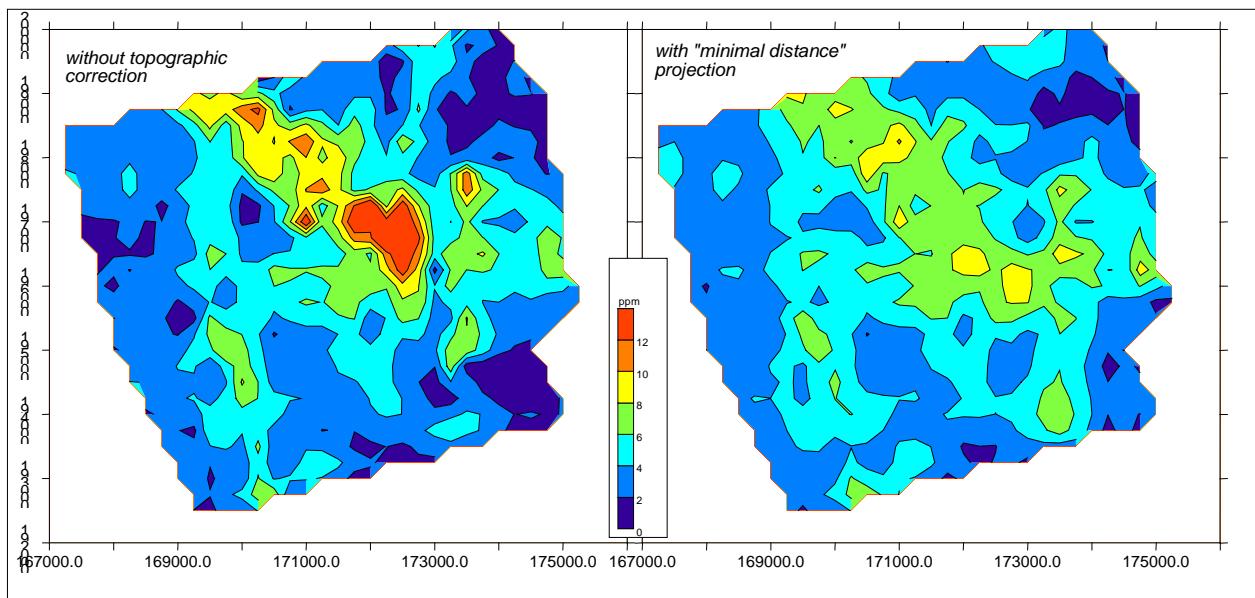 without topographic
correction
with "minimal distance"
projection
ppm
12
10
8
6
4
2
0
167000.0 169000.0 171000.0 173000.0 175000.0 167000.0 169000.0 171000.0 173000.0 175000.0